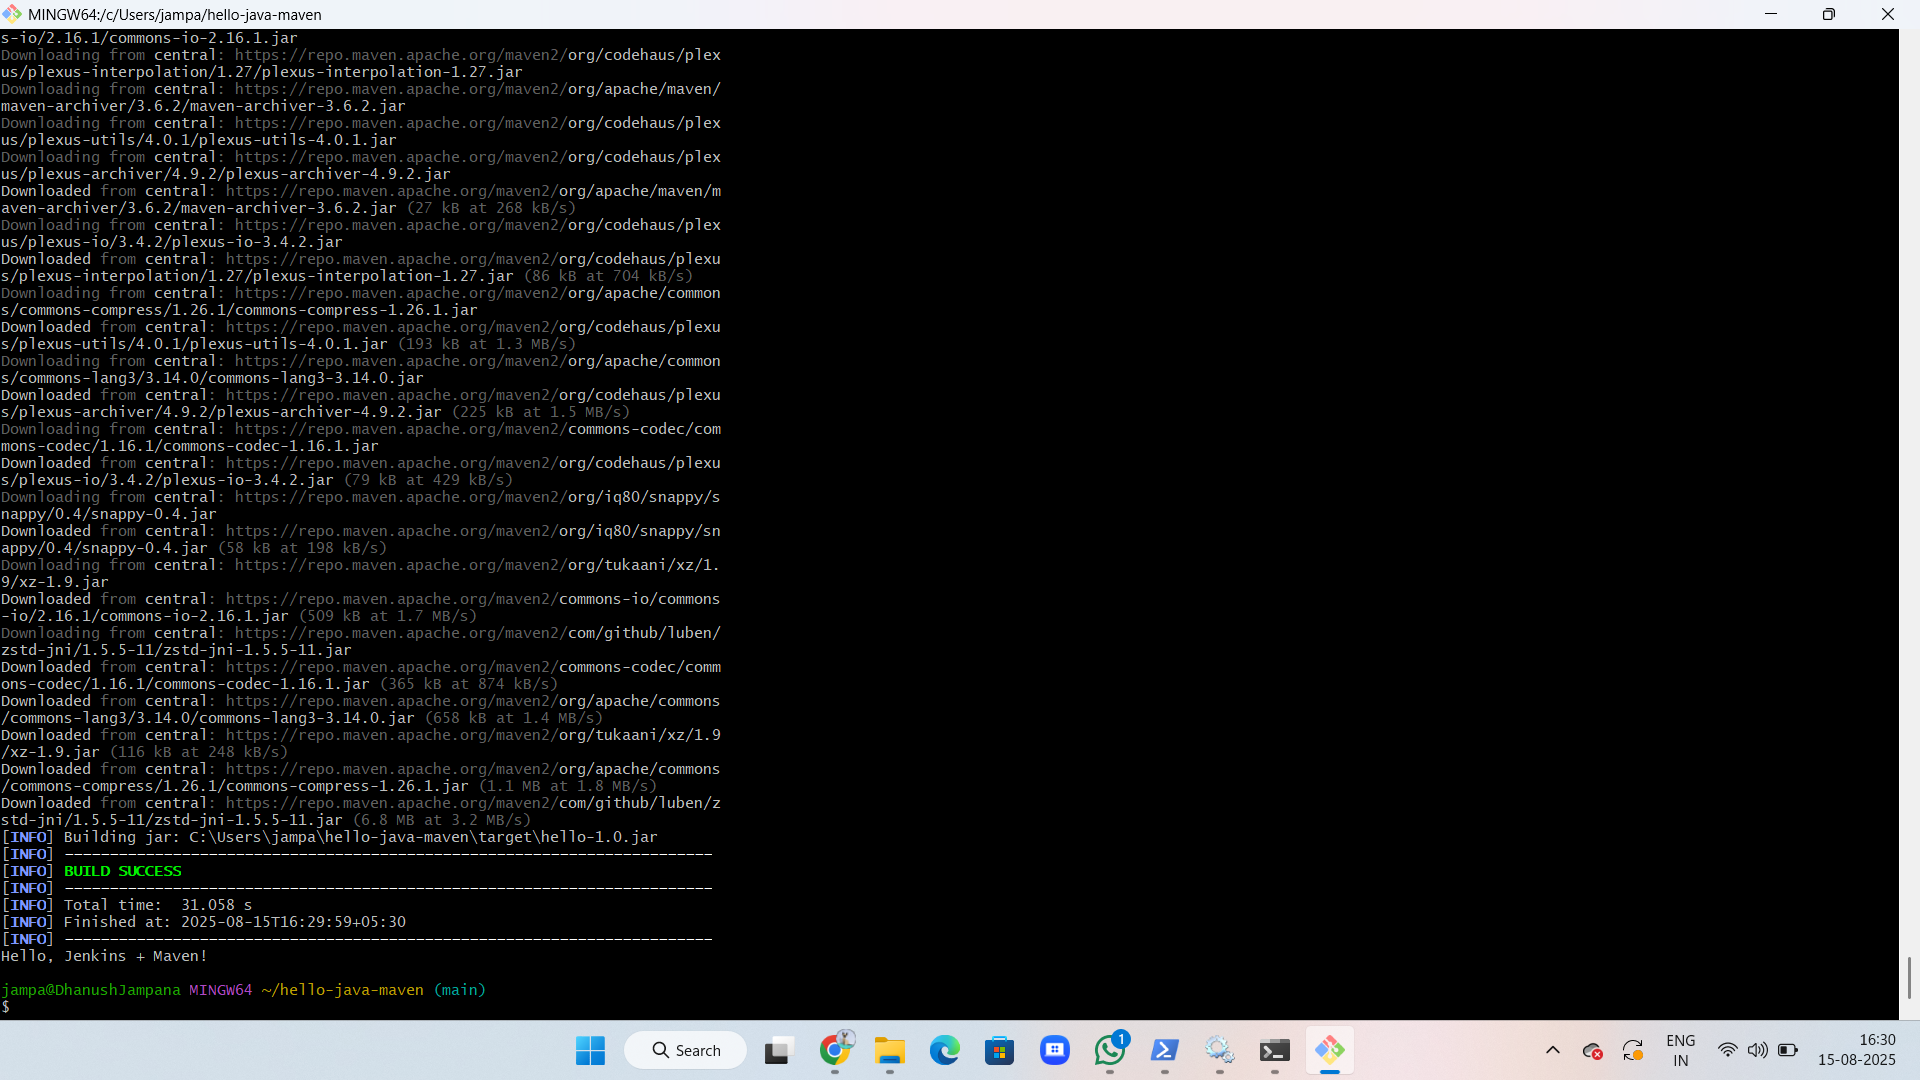 MINGW64:/c/Users/jampa/hello-java-maven
s-io/2.16.1/commons-io-2.16.1.jar
Downloading from central: https://repo.maven.apache.org/maven2/org/codehaus/plex
us/plexus-interpolation/1.27/plexus-interpolation-1.27.jar
Downloading from central: https://repo.maven.apache.org/maven2/org/apache/maven/
maven-archiver/3.6.2/maven-archiver-3.6.2.jar
Downloading from central: https://repo.maven.apache.org/maven2/org/codehaus/plex
us/plexus-utils/4.0.1/plexus-utils-4.0.1.jar
Downloading from central: https://repo.maven.apache.org/maven2/org/codehaus/plex
us/plexus-archiver/4.9.2/plexus-archiver-4.9.2.jar
Downloaded from central: https://repo.maven.apache.org/maven2/org/apache/maven/m
aven-archiver/3.6.2/maven-archiver-3.6.2.jar (27 kB at 268 kB/s)
Downloading from central: https://repo.maven.apache.org/maven2/org/codehaus/plex
us/plexus-io/3.4.2/plexus-io-3.4.2.jar
Downloaded from central: https://repo.maven.apache.org/maven2/org/codehaus/plexu
s/plexus-interpolation/1.27/plexus-interpolation-1.27.jar (86 kB at 704 kB/s)
Downloading from central: https://repo.maven.apache.org/maven2/org/apache/common
s/commons-compress/1.26.1/commons-compress-1.26.1.jar
Downloaded from central: https://repo.maven.apache.org/maven2/org/codehaus/plexu
s/plexus-utils/4.0.1/plexus-utils-4.0.1.jar (193 kB at 1.3 MB/s)
Downloading from central: https://repo.maven.apache.org/maven2/org/apache/common
s/commons-lang3/3.14.0/commons-lang3-3.14.0.jar
Downloaded from central: https://repo.maven.apache.org/maven2/org/codehaus/plexu
s/plexus-archiver/4.9.2/plexus-archiver-4.9.2.jar (225 kB at 1.5 MB/s)
Downloading from central: https://repo.maven.apache.org/maven2/commons-codec/com
mons-codec/1.16.1/commons-codec-1.16.1.jar
Downloaded from central: https://repo.maven.apache.org/maven2/org/codehaus/plexu
s/plexus-io/3.4.2/plexus-io-3.4.2.jar (79 kB at 429 kB/s)
Downloading from central: https://repo.maven.apache.org/maven2/org/iq80/snappy/s
nappy/0.4/snappy-0.4.jar
Downloaded from central: https://repo.maven.apache.org/maven2/org/iq80/snappy/sn
appy/0.4/snappy-0.4.jar (58 kB at 198 kB/s)
Downloading from central: https://repo.maven.apache.org/maven2/org/tukaani/xz/1.
9/xz-1.9.jar
Downloaded from central: https://repo.maven.apache.org/maven2/commons-io/commons
-io/2.16.1/commons-io-2.16.1.jar (509 kB at 1.7 MB/s)
Downloading from central: https://repo.maven.apache.org/maven2/com/github/luben/
zstd-jni/1.5.5-11/zstd-jni-1.5.5-11.jar
Downloaded from central: https://repo.maven.apache.org/maven2/commons-codec/comm
ons-codec/1.16.1/commons-codec-1.16.1.jar (365 kB at 874 kB/s)
Downloaded from central: https://repo.maven.apache.org/maven2/org/apache/commons
/commons-lang3/3.14.0/commons-lang3-3.14.0.jar (658 kB at 1.4 MB/s)
Downloaded from central: https://repo.maven.apache.org/maven2/org/tukaani/xz/1.9
/xz-1.9.jar (116 kB at 248 kB/s)
Downloaded from central: https://repo.maven.apache.org/maven2/org/apache/commons
/commons-compress/1.26.1/commons-compress-1.26.1.jar (1.1 MB at 1.8 MB/s)
Downloaded from central: https://repo.maven.apache.org/maven2/com/github/luben/z
std-jni/1.5.5-11/zstd-jni-1.5.5-11.jar (6.8 MB at 3.2 MB/s)
[INFO] Building jar: C:\Users\jampa\hello-java-maven\target\hello-1.0.jar
[INFO] ------------------------------------------------------------------------
[INFO] BUILD SUCCESS
[INFO] ------------------------------------------------------------------------
[INFO] Total time:  31.058 s
[INFO] Finished at: 2025-08-15T16:29:59+05:30
[INFO] ------------------------------------------------------------------------
Hello, Jenkins + Maven!
jampa@DhanushJampana MINGW64 ~/hello-java-maven (main)
$
Search
1
ENG
IN
16:30
15-08-2025